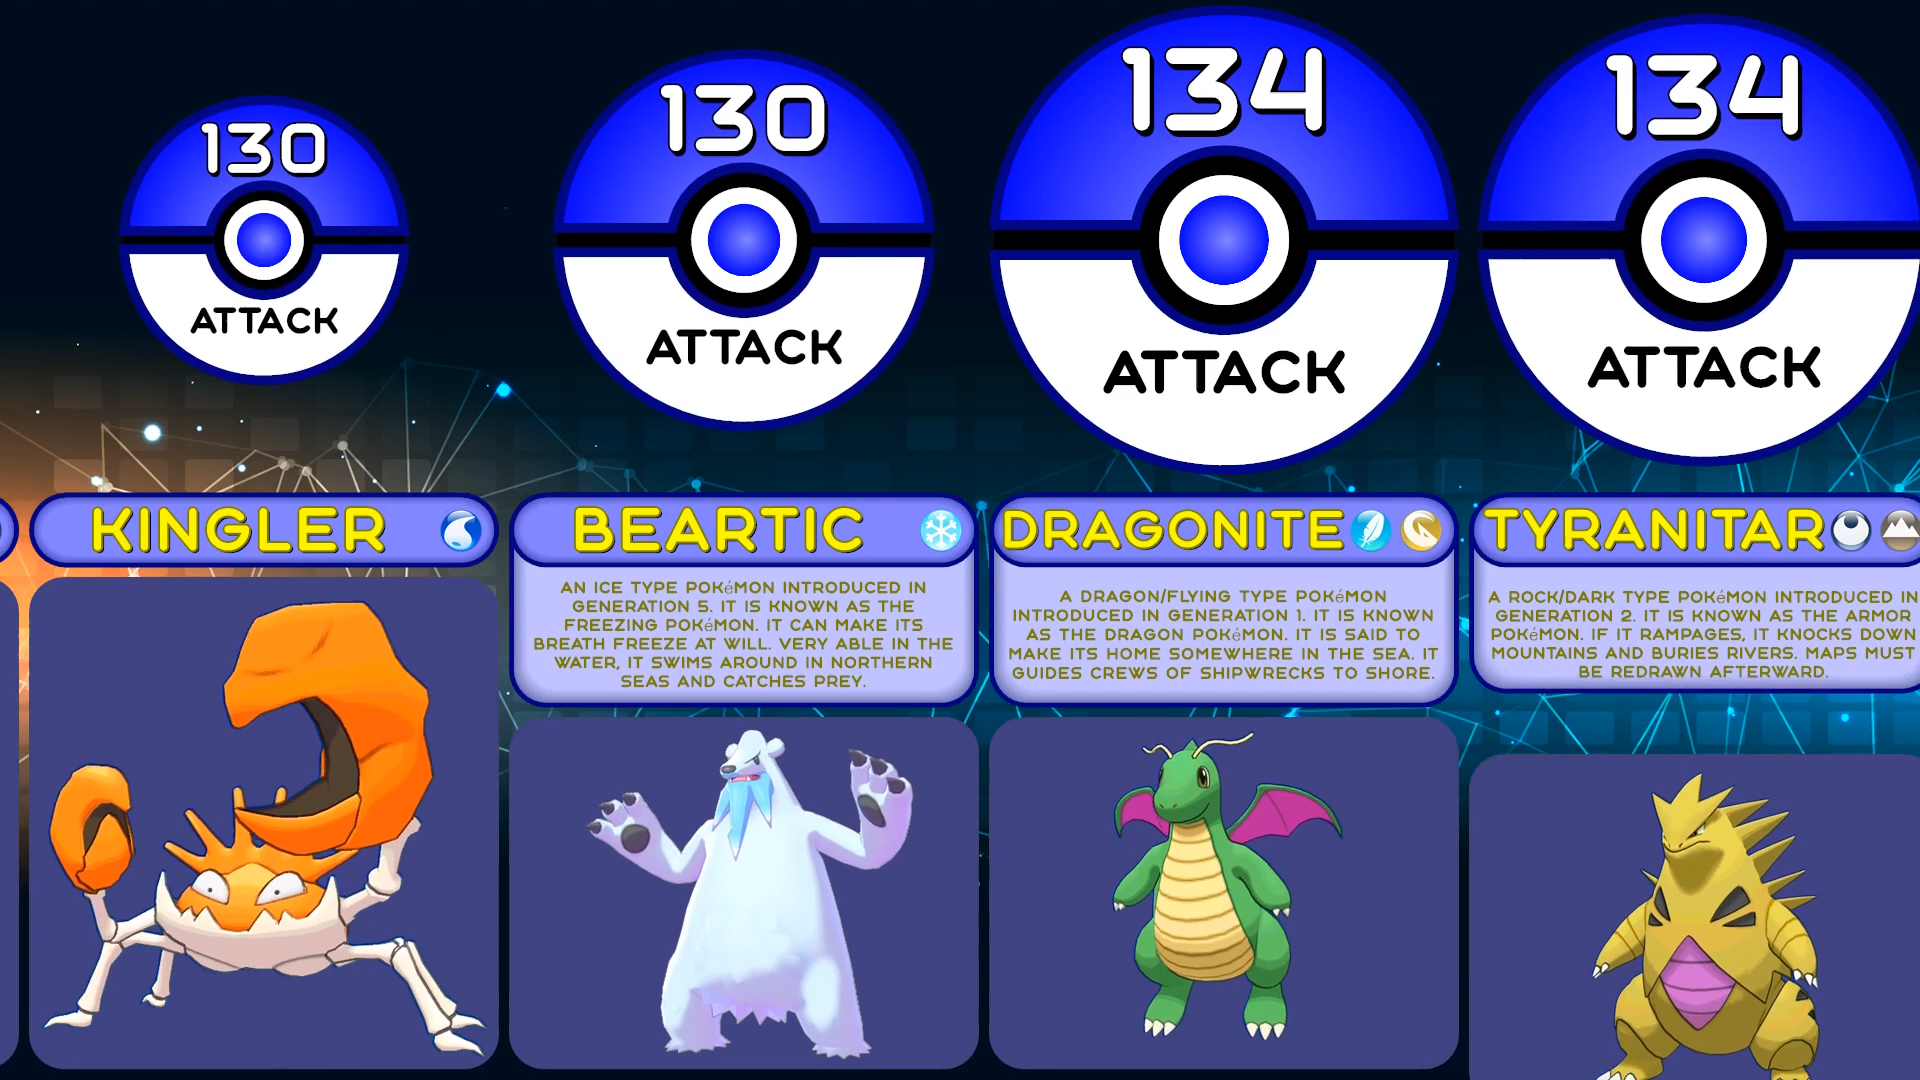 130
ATTACK
KINGLER
130
ATTACK
BEARTIC
AN ICE TYPE POKéMON INTRODUCED IN
GENERATION 5. IT IS KNOWN AS THE
FREEZING POKéMON. IT CAN MAKE ITS
BREATH FREEZE AT WILL. VERY ABLE IN THE
WATER, IT SWIMS AROUND IN NORTHERN
SEAS AND CATCHES PREY.
134
ATTACK
DRAGONITE
A DRAGON/FLYING TYPE POKéMON
INTRODUCED IN GENERATION 1. IT IS KNOWN
AS THE DRAGON POKéMON. IT IS SAID TO
MAKE ITS HOME SOMEWHERE IN THE SEA. IT
GUIDES CREWS OF SHIPWRECKS TO SHORE.
134
ATTACK
TYRANITAR
A ROCK/DARK TYPE POKéMON INTRODUCED IN
GENERATION 2. IT IS KNOWN AS THE ARMOR
POKéMON. IF IT RAMPAGES, IT KNOCKS DOWN
MOUNTAINS AND BURIES RIVERS. MAPS MUST
BE REDRAWN AFTERWARD.